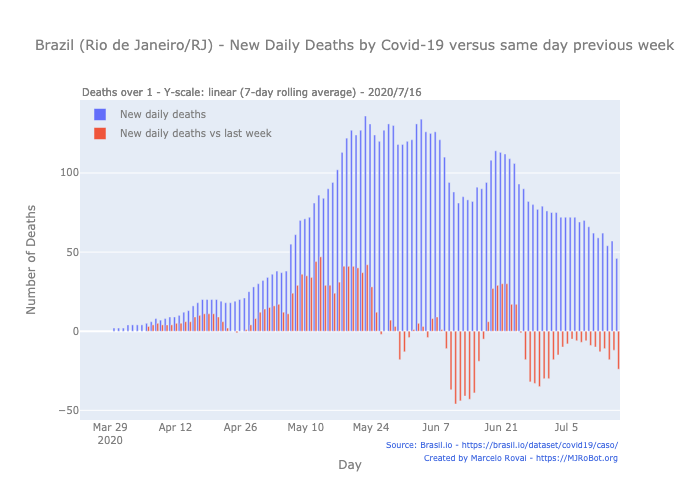 Brazil (Rio de Janeiro/RJ) - New Daily Deaths by Covid-19 versus same day previous week
Deaths over 1 - Y-scale: linear (7-day rolling average) - 2020/7/16
New daily deaths
New daily deaths vs last week
Number of Deaths
100
50
0
−50
Mar 29 Apr 12 Apr 26 May 10 May 24 Jun 7 Jun 21 Jul 5
2020
Source: Brasil.io - https://brasil.io/dataset/covid19/caso/
Created by Marcelo Rovai - https://MJRoBot.org
Day